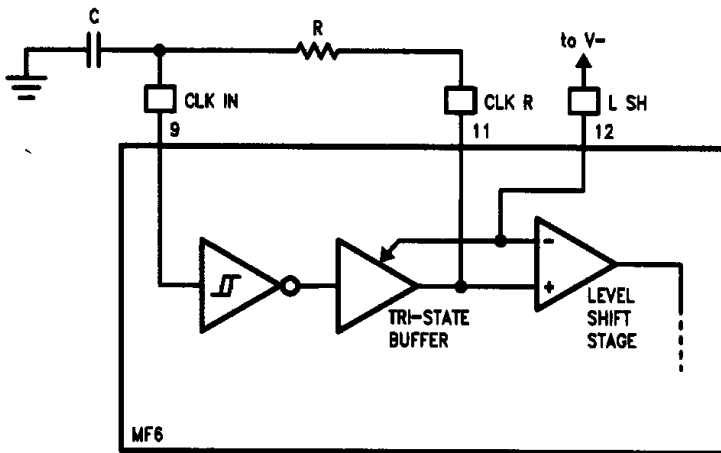 C
R
to V-
CLK IN
CLK R
L SH
9
11
12
-
+
TRI-STATE
BUFFER
LEVEL
SHIFT
STAGE
MF6